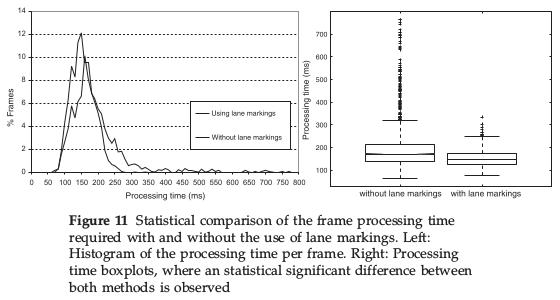 14
12
10
8
6
4
2
0
% Frames
0 50 100 150 200 250 300 350 400 450 500 550 600 650 700 750 800
Processing time (ms)
Using lane markings
Without lane markings
Processing time (ms)
700
600
500
400
300
200
100
without lane markings with lane markings
Figure 11 Statistical comparison of the frame processing time
required with and without the use of lane markings. Left:
Histogram of the processing time per frame. Right: Processing
time boxplots, where an statistical significant difference between
both methods is observed